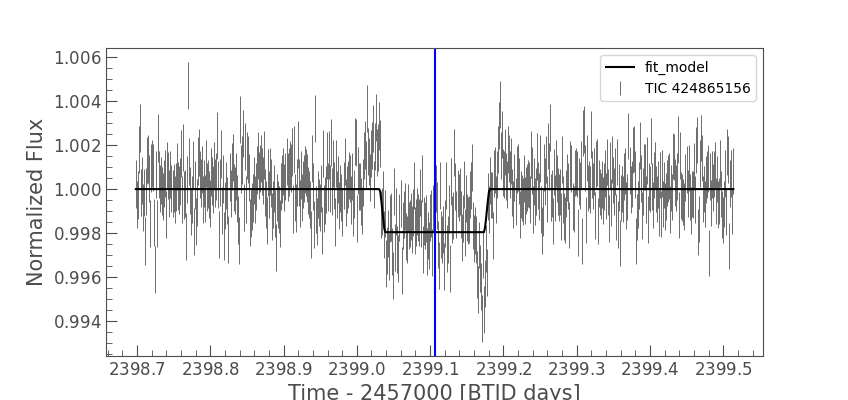 1.006
1.004
1.002
1.000
0.998
0.996
0.994
Normalized Flux
fit_model
TIC 424865156
2398.7 2398.8 2398.9 2399.0 2399.1 2399.2 2399.3 2399.4 2399.5
Time - 2457000 [BTJD days]